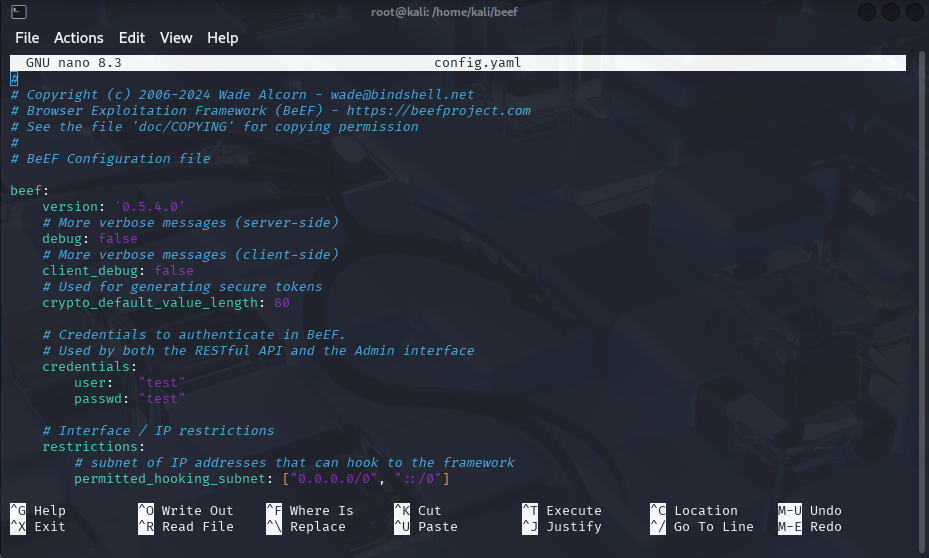 root@kali: /home/kali/beef
File Actions Edit View Help
GNU nano 8.3 config.yaml
#
# Copyright (c) 2006-2024 Wade Alcorn - wade@bindshell.net
# Browser Exploitation Framework (BeEF) - https://beefproject.com
# See the file 'doc/COPYING' for copying permission
#
# BeEF Configuration file
beef:
    version: '0.5.4.0'
    # More verbose messages (server-side)
    debug: false
    # More verbose messages (client-side)
    client_debug: false
    # Used for generating secure tokens
    crypto_default_value_length: 80
    # Credentials to authenticate in BeEF.
    # Used by both the RESTful API and the Admin interface
    credentials:
        user:   "test"
        passwd: "test"
    # Interface / IP restrictions
    restrictions:
        # subnet of IP addresses that can hook to the framework
        permitted_hooking_subnet: ["0.0.0.0/0", "::/0"]
^G Help ^O Write Out ^F Where Is ^K Cut ^T Execute ^C Location M-U Undo
^X Exit ^R Read File ^\ Replace ^U Paste ^J Justify ^/ Go To Line M-E Redo